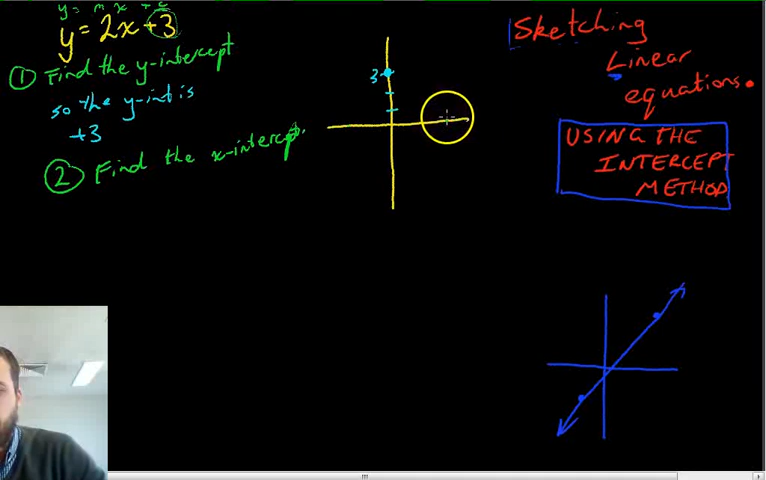 y = m x + c
y = 2x + 3
① Find the y-intercept
so the y-int is
+3
② Find the x-intercept.
3
Sketching
Linear
equations.
USING THE
INTERCEPT
METHOD